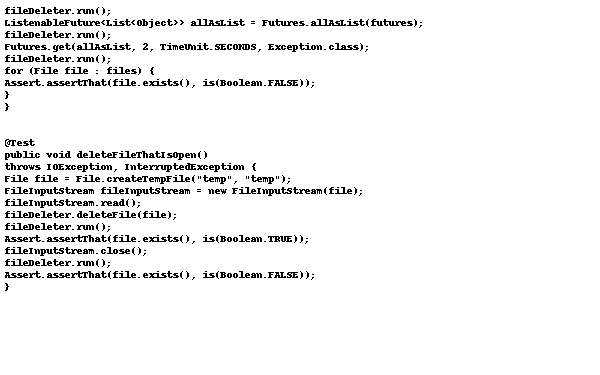 fileDeleter.run();
ListenableFuture<List<Object>> allAsList = Futures.allAsList(futures);
fileDeleter.run();
Futures.get(allAsList, 2, TimeUnit.SECONDS, Exception.class);
fileDeleter.run();
for (File file : files) {
Assert.assertThat(file.exists(), is(Boolean.FALSE));
}
}
@Test
public void deleteFileThatIsOpen()
throws IOException, InterruptedException {
File file = File.createTempFile("temp", "temp");
FileInputStream fileInputStream = new FileInputStream(file);
fileInputStream.read();
fileDeleter.deleteFile(file);
fileDeleter.run();
Assert.assertThat(file.exists(), is(Boolean.TRUE));
fileInputStream.close();
fileDeleter.run();
Assert.assertThat(file.exists(), is(Boolean.FALSE));
}